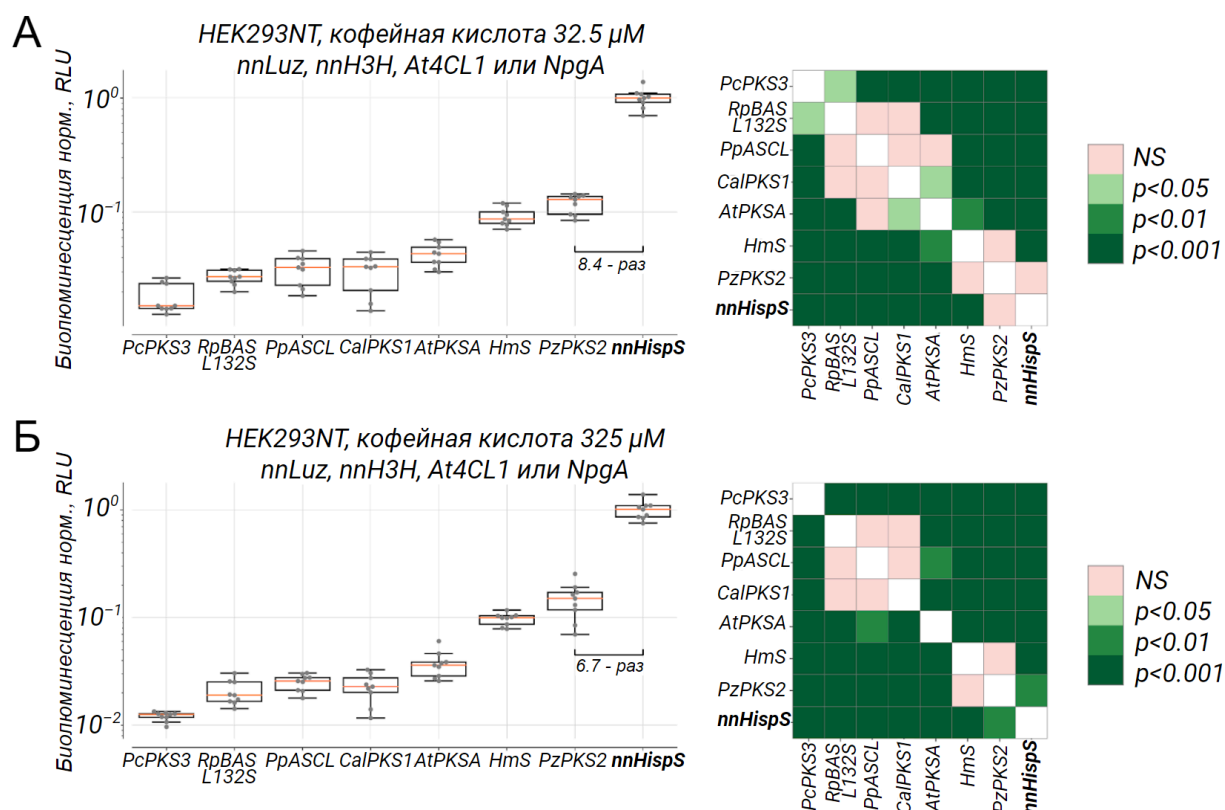 А
HEK293NT, кофейная кислота 32.5 μM
nnLuz, nnH3H, At4CL1 или NpgA
Биолюминесценция норм., RLU
10⁰
10⁻¹
8.4 - раз
PcPKS3
RpBAS
L132S
PpASCL
CalPKS1
AtPKSA
HmS
PzPKS2
nnHispS
PcPKS3
RpBAS
L132S
PpASCL
CalPKS1
AtPKSA
HmS
PzPKS2
nnHispS
PcPKS3
RpBAS
L132S
PpASCL
CalPKS1
AtPKSA
HmS
PzPKS2
nnHispS
NS
p<0.05
p<0.01
p<0.001
Б
HEK293NT, кофейная кислота 325 μM
nnLuz, nnH3H, At4CL1 или NpgA
Биолюминесценция норм., RLU
10⁰
10⁻¹
10⁻²
6.7 - раз
PcPKS3
RpBAS
L132S
PpASCL
CalPKS1
AtPKSA
HmS
PzPKS2
nnHispS
PcPKS3
RpBAS
L132S
PpASCL
CalPKS1
AtPKSA
HmS
PzPKS2
nnHispS
PcPKS3
RpBAS
L132S
PpASCL
CalPKS1
AtPKSA
HmS
PzPKS2
nnHispS
NS
p<0.05
p<0.01
p<0.001